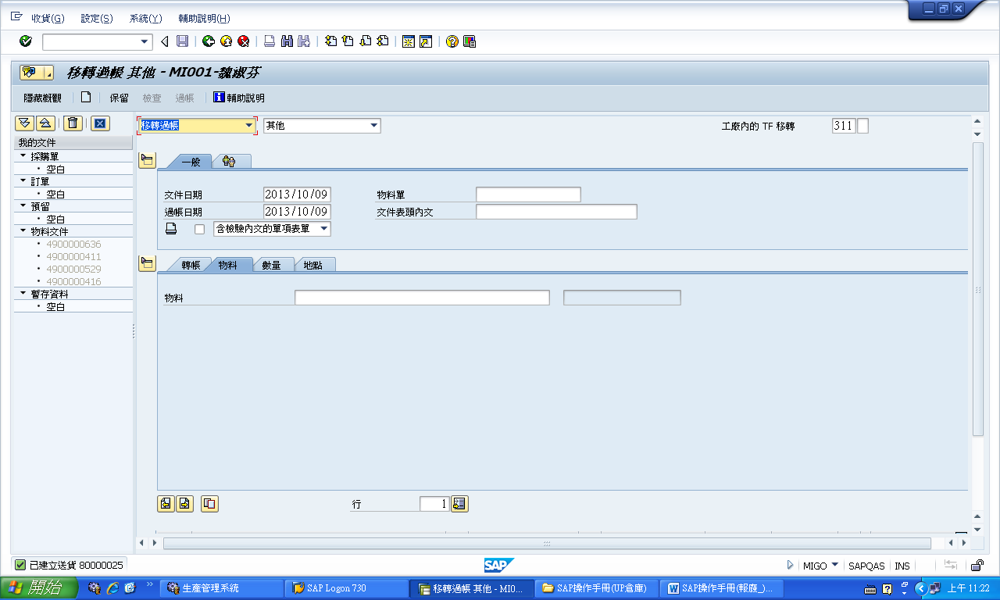 收貨(G) 設定(S) 系統(Y) 輔助說明(H)
移轉過帳 其他 - MI001-魏淑芬
隱藏概觀 保留 檢查 過帳 輔助說明
移轉過帳 其他 工廠內的 TF 移轉 311
我的文件
採購單
空白
訂單
空白
預留
空白
物料文件
4900000636
4900000411
4900000529
4900000416
暫存資料
空白
一般
文件日期 2013/10/09 物料單
過帳日期 2013/10/09 文件表頭內文
含檢驗內文的單項表單
轉帳 物料 數量 地點
物料
行 1
已建立送貨 80000025 SAP MIGO SAPQAS INS
開始 生產管理系統 SAP Logon 730 移轉過帳 其他 - MI0... SAP操作手冊(UP倉庫) SAP操作手冊(報廢_)... 上午 11:22